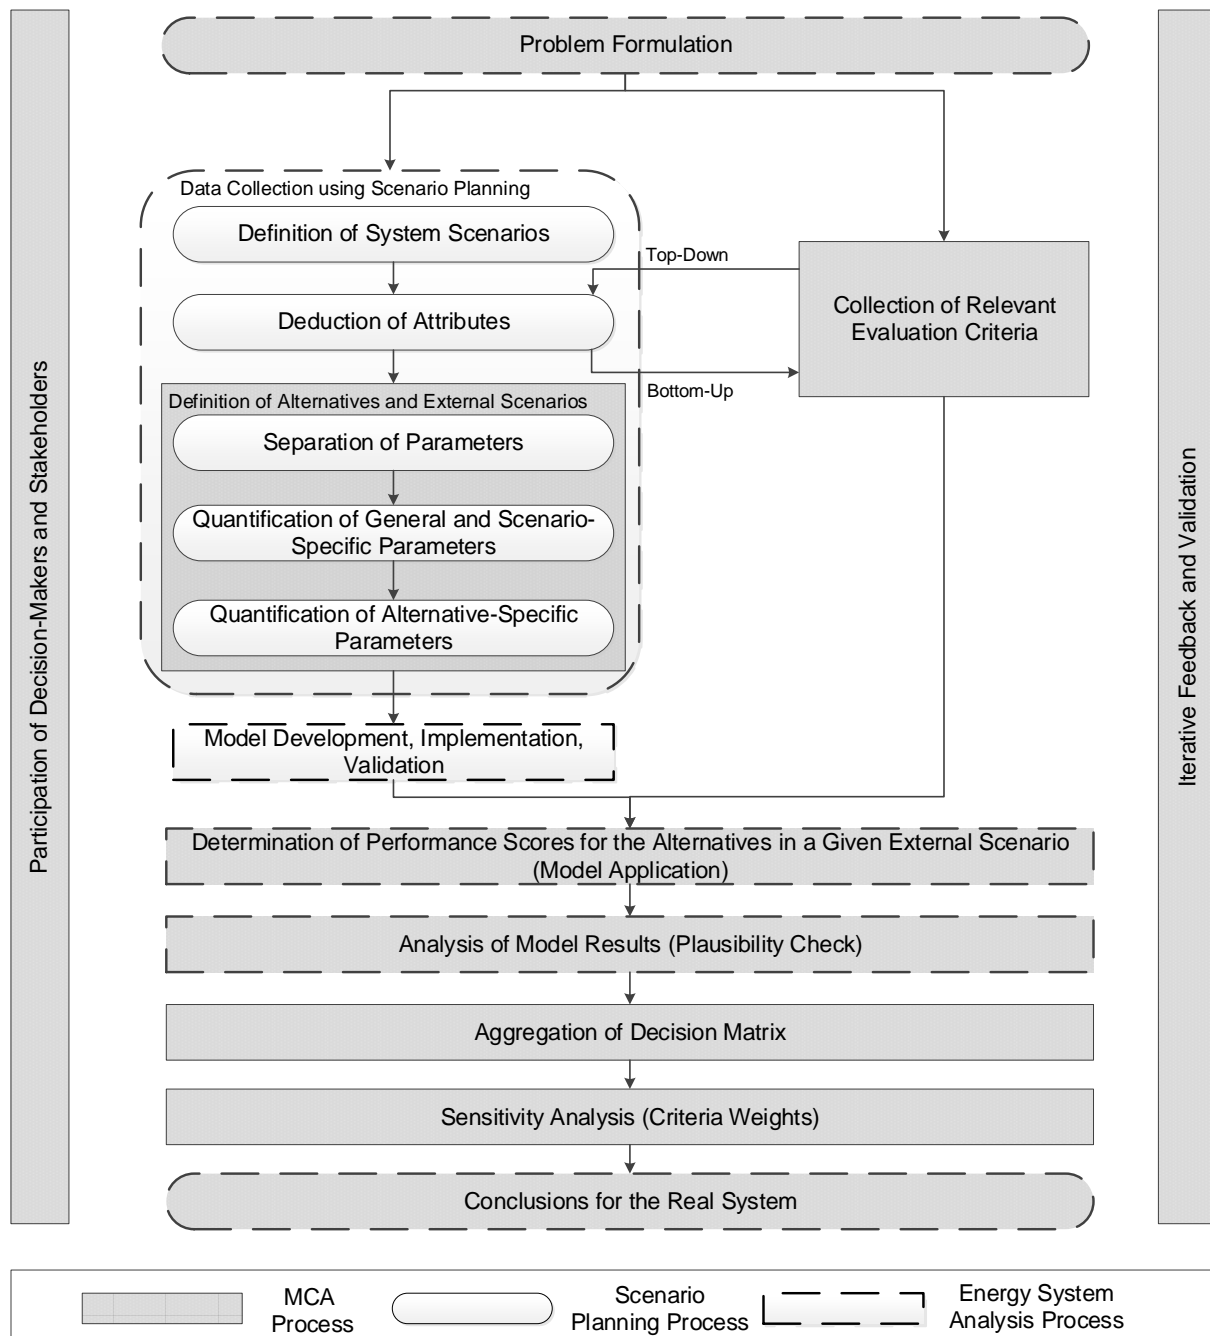 Problem Formulation
Data Collection using Scenario Planning
Definition of System Scenarios
Top-Down
Deduction of Attributes
Collection of Relevant
Evaluation Criteria
Bottom-Up
Definition of Alternatives and External Scenarios
Separation of Parameters
Quantification of General and Scenario-
Specific Parameters
Quantification of Alternative-Specific
Parameters
Model Development, Implementation,
Validation
Determination of Performance Scores for the Alternatives in a Given External Scenario
(Model Application)
Analysis of Model Results (Plausibility Check)
Aggregation of Decision Matrix
Sensitivity Analysis (Criteria Weights)
Conclusions for the Real System
Participation of Decision-Makers and Stakeholders
Iterative Feedback and Validation
MCA
Process
Scenario
Planning Process
Energy System
Analysis Process